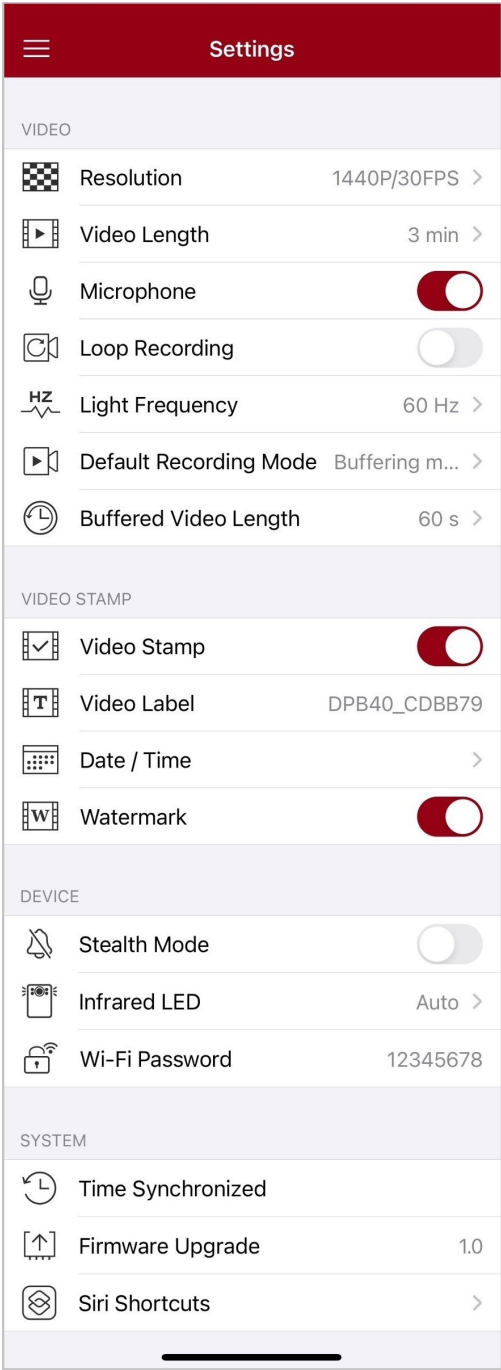 Settings
VIDEO
Resolution 1440P/30FPS
Video Length 3 min
Microphone
Loop Recording
HZ
Light Frequency 60 Hz
Default Recording Mode Buffering m...
Buffered Video Length 60 s
VIDEO STAMP
Video Stamp
T Video Label DPB40_CDBB79
Date / Time
W Watermark
DEVICE
Stealth Mode
Infrared LED Auto
Wi-Fi Password 12345678
SYSTEM
Time Synchronized
Firmware Upgrade 1.0
Siri Shortcuts